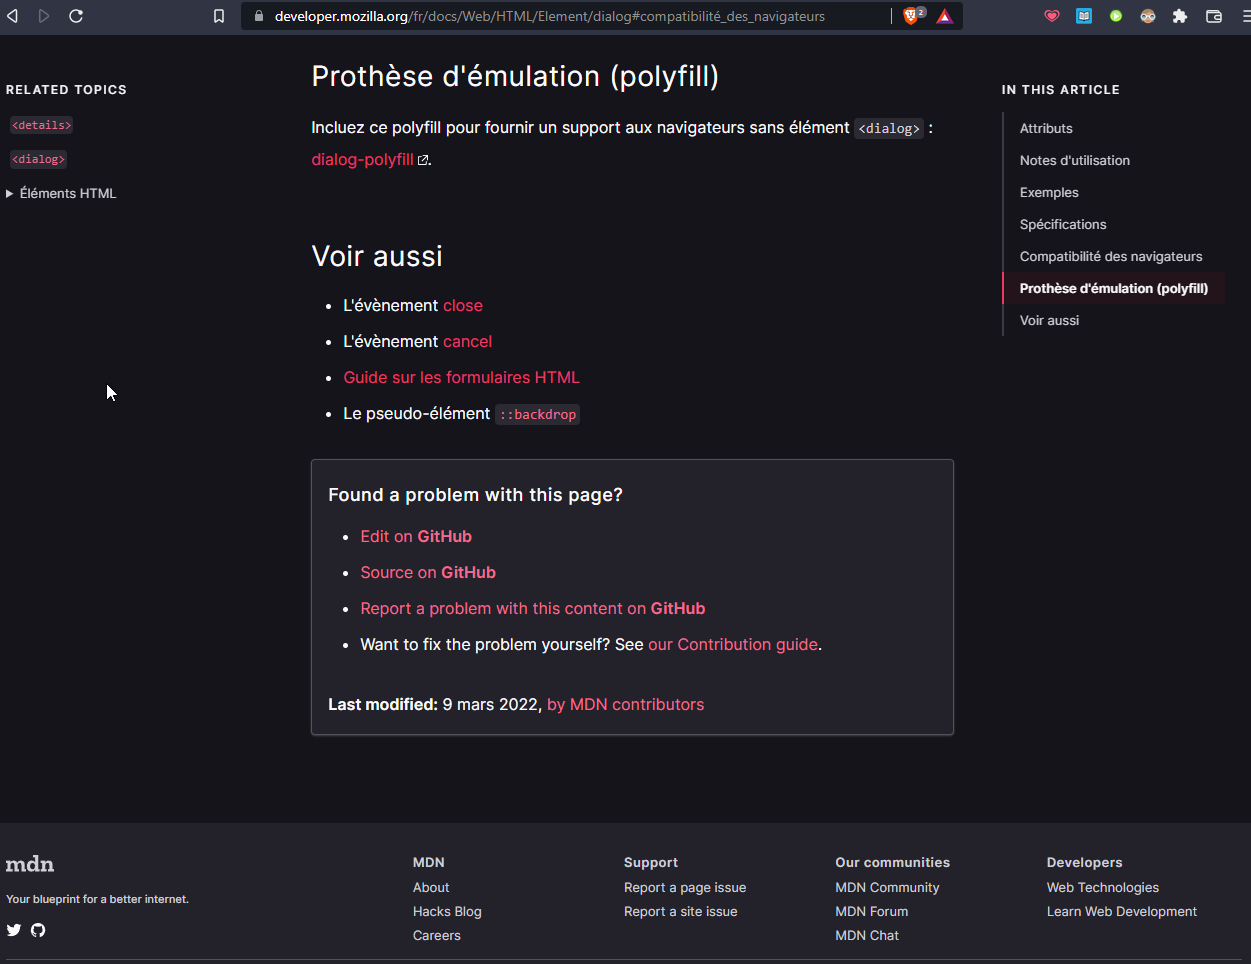 developer.mozilla.org/fr/docs/Web/HTML/Element/dialog#compatibilité_des_navigateurs
2
RELATED TOPICS
<details>
<dialog>
Éléments HTML
Prothèse d'émulation (polyfill)
Incluez ce polyfill pour fournir un support aux navigateurs sans élément <dialog> :
dialog-polyfill.
Voir aussi
L'évènement close
L'évènement cancel
Guide sur les formulaires HTML
Le pseudo-élément ::backdrop
Found a problem with this page?
Edit on GitHub
Source on GitHub
Report a problem with this content on GitHub
Want to fix the problem yourself? See our Contribution guide.
Last modified: 9 mars 2022, by MDN contributors
IN THIS ARTICLE
Attributs
Notes d'utilisation
Exemples
Spécifications
Compatibilité des navigateurs
Prothèse d'émulation (polyfill)
Voir aussi
mdn
Your blueprint for a better internet.
MDN
About
Hacks Blog
Careers
Support
Report a page issue
Report a site issue
Our communities
MDN Community
MDN Forum
MDN Chat
Developers
Web Technologies
Learn Web Development